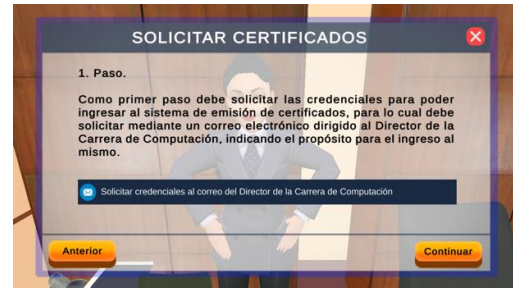 SOLICITAR CERTIFICADOS
1. Paso.
Como primer paso debe solicitar las credenciales para poder
ingresar al sistema de emisión de certificados, para lo cual debe
solicitar mediante un correo electrónico dirigido al Director de la
Carrera de Computación, indicando el propósito para el ingreso al
mismo.
Solicitar credenciales al correo del Director de la Carrera de Computación
Anterior
Continuar